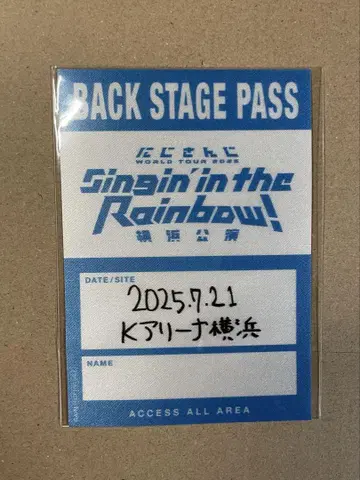 BACK STAGE PASS
にじさんじ
WORLD TOUR 2025
Singin' in the
Rainbow!
横浜公演
DATE/SITE
2025.7.21
Kアリーナ横浜
NAME
ACCESS ALL AREA